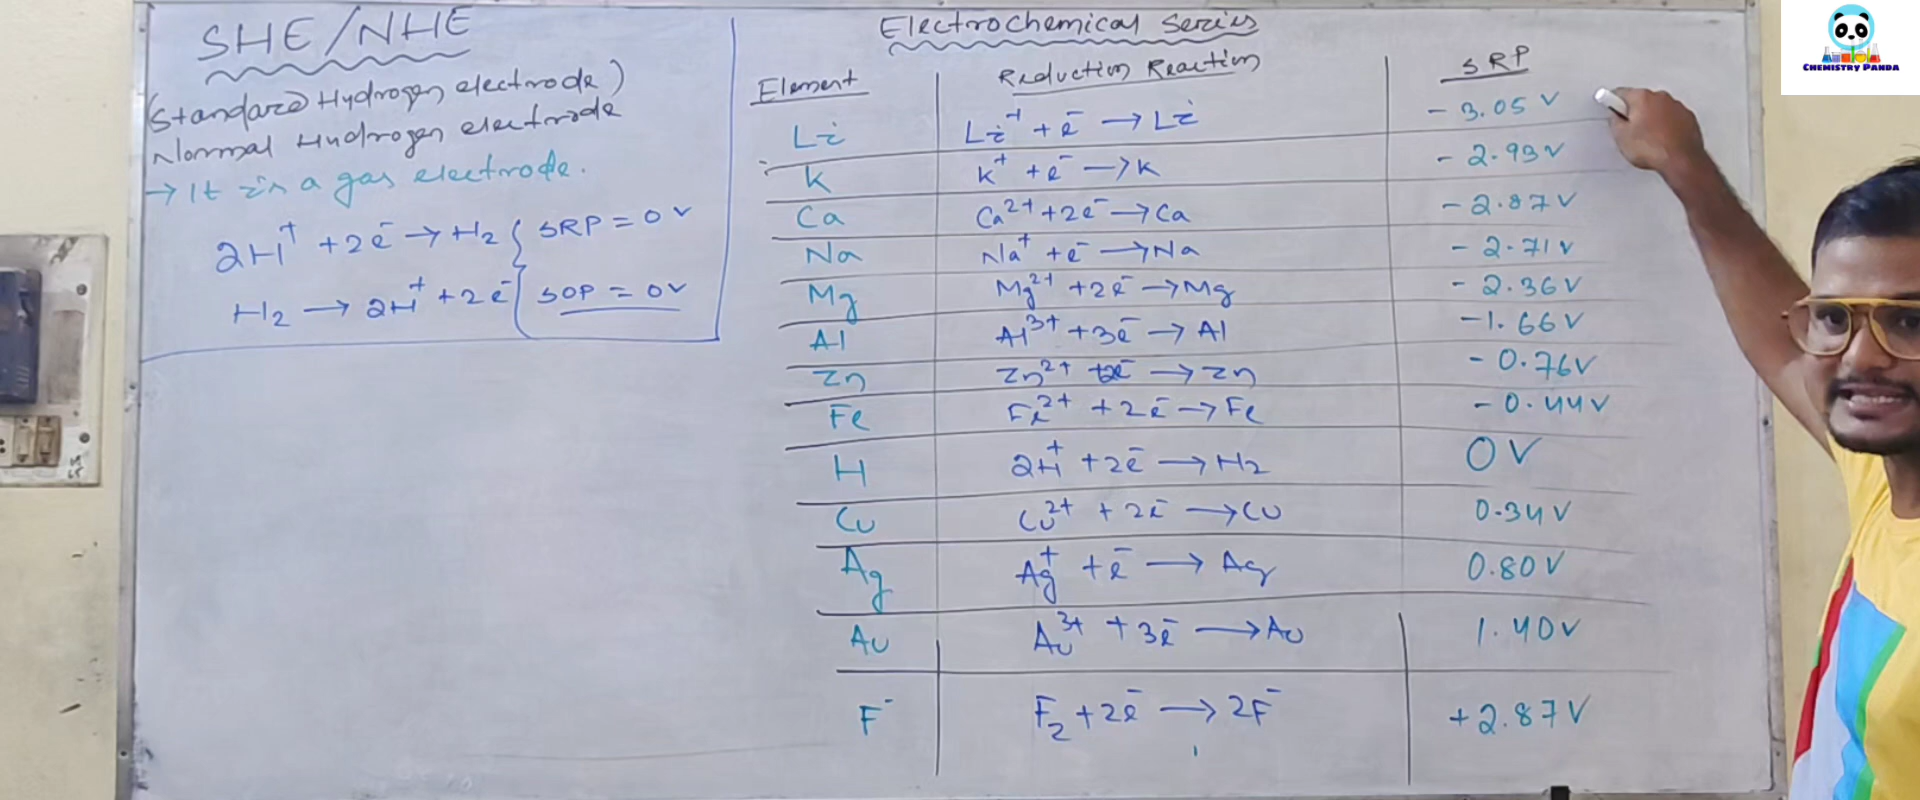 SHE/NHE
(Standard Hydrogen electrode)
Normal Hydrogen electrode
→ It is a gas electrode.
2H⁺ + 2e⁻ → H₂ { SRP = 0 V
H₂ → 2H⁺ + 2e⁻ { SOP = 0V
Electrochemical Series
Element Reduction Reaction SRP
Li Li⁺ + e⁻ → Li - 3.05 V
K K⁺ + e⁻ → K - 2.93 V
Ca Ca²⁺ + 2e⁻ → Ca - 2.87 V
Na Na⁺ + e⁻ → Na - 2.71 V
Mg Mg²⁺ + 2e⁻ → Mg - 2.36 V
Al Al³⁺ + 3e⁻ → Al - 1.66 V
Zn Zn²⁺ + 2e⁻ → Zn - 0.76 V
Fe Fe²⁺ + 2e⁻ → Fe - 0.44 V
H 2H⁺ + 2e⁻ → H₂ 0 V
Cu Cu²⁺ + 2e⁻ → Cu 0.34 V
Ag Ag⁺ + e⁻ → Ag 0.80 V
Au Au³⁺ + 3e⁻ → Au 1.40 V
F⁻ F₂ + 2e⁻ → 2F⁻ +2.87 V
CHEMISTRY PANDA